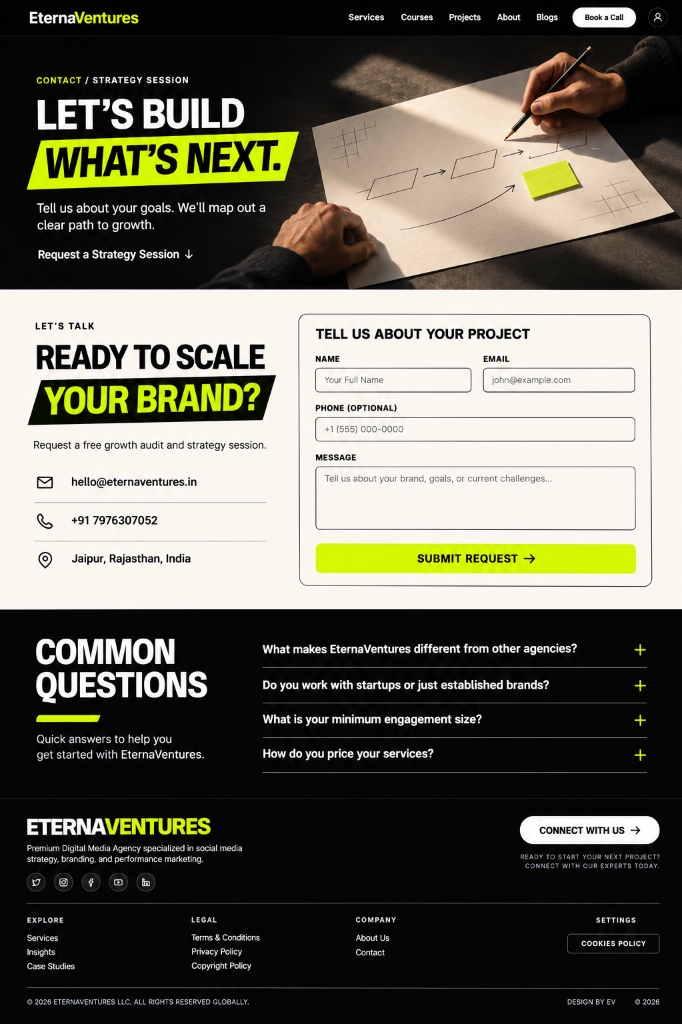 EternaVentures
Services Courses Projects About Blogs Book a Call
CONTACT / STRATEGY SESSION
LET'S BUILD
WHAT'S NEXT.
Tell us about your goals. We'll map out a
clear path to growth.
Request a Strategy Session ↓
LET'S TALK
READY TO SCALE
YOUR BRAND?
Request a free growth audit and strategy session.
hello@eternaventures.in
+91 7976307052
Jaipur, Rajasthan, India
TELL US ABOUT YOUR PROJECT
NAME
Your Full Name
EMAIL
john@example.com
PHONE (OPTIONAL)
+1 (555) 000-0000
MESSAGE
Tell us about your brand, goals, or current challenges...
SUBMIT REQUEST →
COMMON
QUESTIONS
Quick answers to help you
get started with EternaVentures.
What makes EternaVentures different from other agencies?
Do you work with startups or just established brands?
What is your minimum engagement size?
How do you price your services?
ETERNAVENTURES
Premium Digital Media Agency specialized in social media
strategy, branding, and performance marketing.
CONNECT WITH US →
READY TO START YOUR NEXT PROJECT?
CONNECT WITH OUR EXPERTS TODAY.
EXPLORE
Services
Insights
Case Studies
LEGAL
Terms & Conditions
Privacy Policy
Copyright Policy
COMPANY
About Us
Contact
SETTINGS
COOKIES POLICY
© 2026 ETERNAVENTURES LLC, ALL RIGHTS RESERVED GLOBALLY.
DESIGN BY EV © 2026